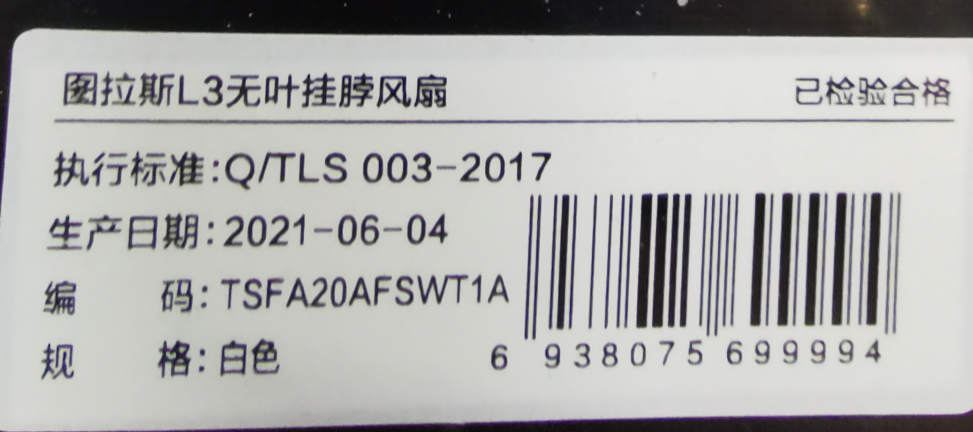 图拉斯L3无叶挂脖风扇 已检验合格
执行标准:Q/TLS 003-2017
生产日期:2021-06-04
编 码:TSFA20AFSWT1A
规 格:白色
6 938075 699994